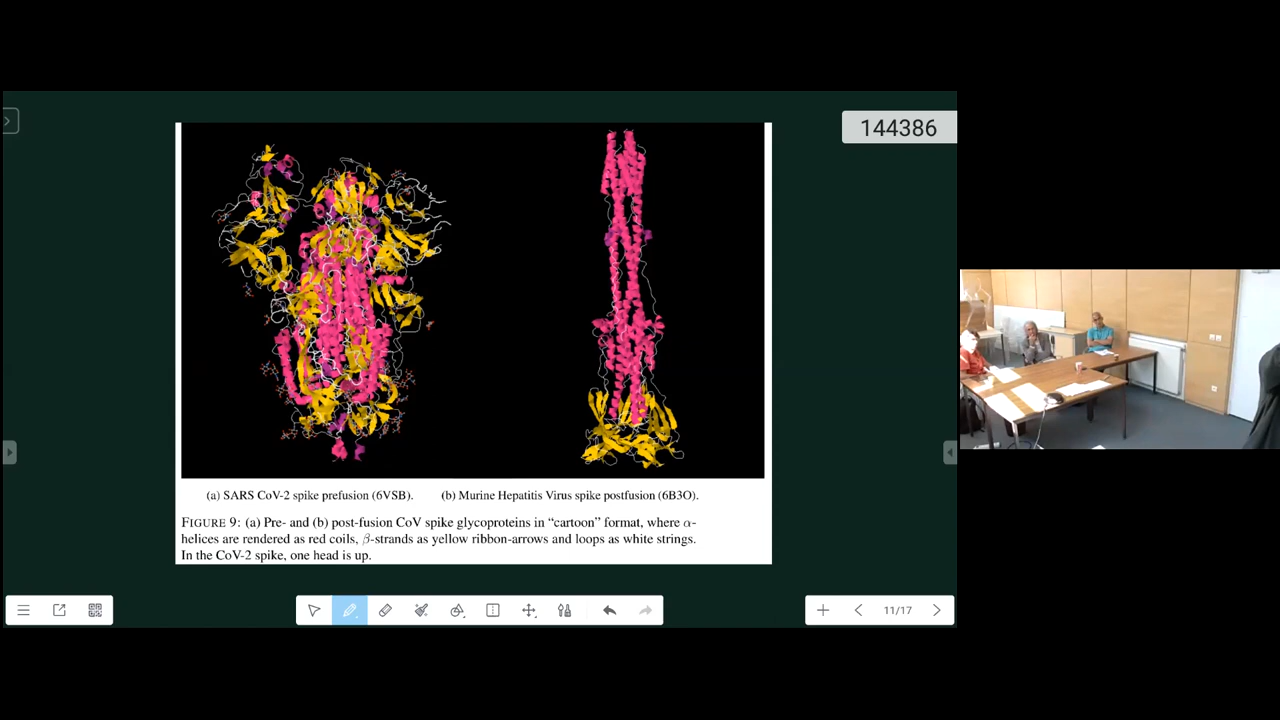 144386
(a) SARS CoV-2 spike prefusion (6VSB). (b) Murine Hepatitis Virus spike postfusion (6B3O).
FIGURE 9: (a) Pre- and (b) post-fusion CoV spike glycoproteins in “cartoon” format, where α-
helices are rendered as red coils, β-strands as yellow ribbon-arrows and loops as white strings.
In the CoV-2 spike, one head is up.
11/17